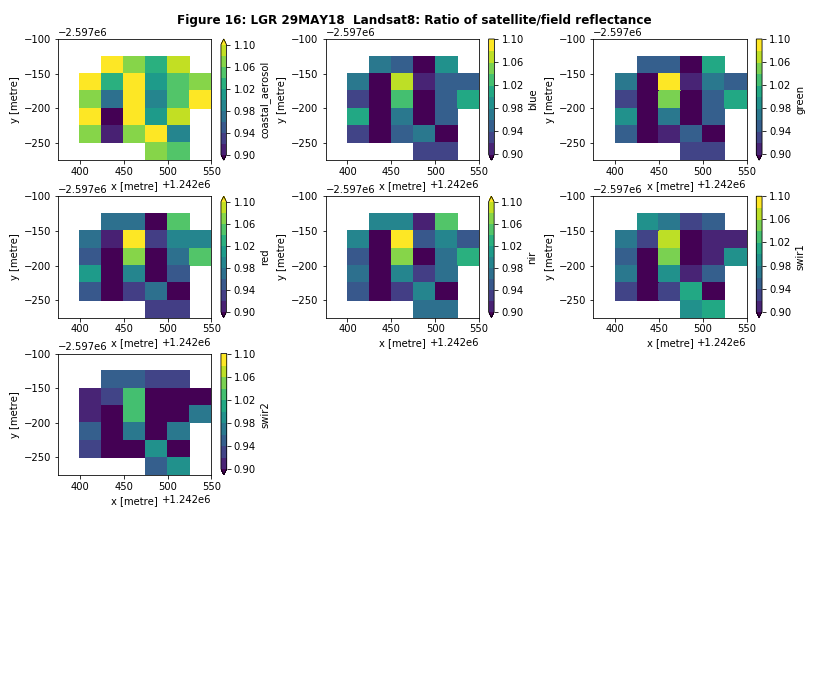 Figure 16: LGR 29MAY18  Landsat8: Ratio of satellite/field reflectance
−2.597e6 −2.597e6 −2.597e6
−100 −150 −200 −250 y [metre] 400 450 500 550 x [metre] +1.242e6 1.10 1.06 1.02 0.98 0.94 0.90 coastal_aerosol
−100 −150 −200 −250 y [metre] 400 450 500 550 x [metre] +1.242e6 1.10 1.06 1.02 0.98 0.94 0.90 blue
−100 −150 −200 −250 y [metre] 400 450 500 550 x [metre] +1.242e6 1.10 1.06 1.02 0.98 0.94 0.90 green
−2.597e6 −2.597e6 −2.597e6
−100 −150 −200 −250 y [metre] 400 450 500 550 x [metre] +1.242e6 1.10 1.06 1.02 0.98 0.94 0.90 red
−100 −150 −200 −250 y [metre] 400 450 500 550 x [metre] +1.242e6 1.10 1.06 1.02 0.98 0.94 0.90 nir
−100 −150 −200 −250 y [metre] 400 450 500 550 x [metre] +1.242e6 1.10 1.06 1.02 0.98 0.94 0.90 swir1
−2.597e6
−100 −150 −200 −250 y [metre] 400 450 500 550 x [metre] +1.242e6 1.10 1.06 1.02 0.98 0.94 0.90 swir2